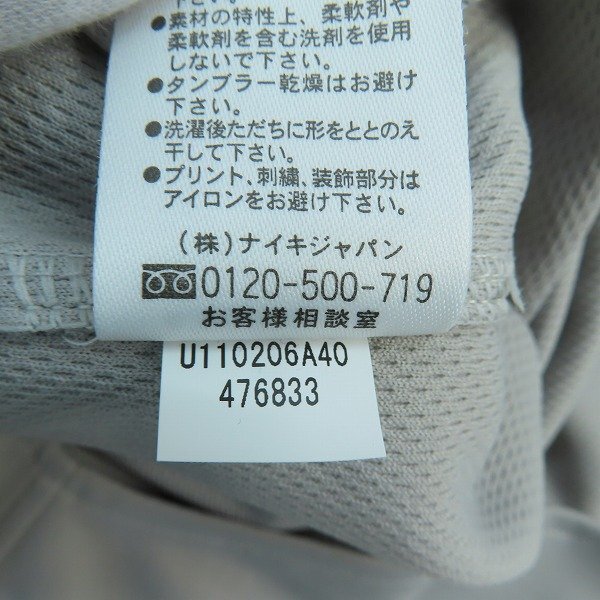 ●素材の特性上、柔軟剤や
柔軟剤を含む洗剤を使用
しないで下さい。
●タンブラー乾燥はお避け
下さい。
●洗濯後ただちに形をととのえ
干して下さい。
●プリント、刺繍、装飾部分は
アイロンをお避け下さい。
(株)ナイキジャパン
0120-500-719
お客様相談室
U110206A40
476833